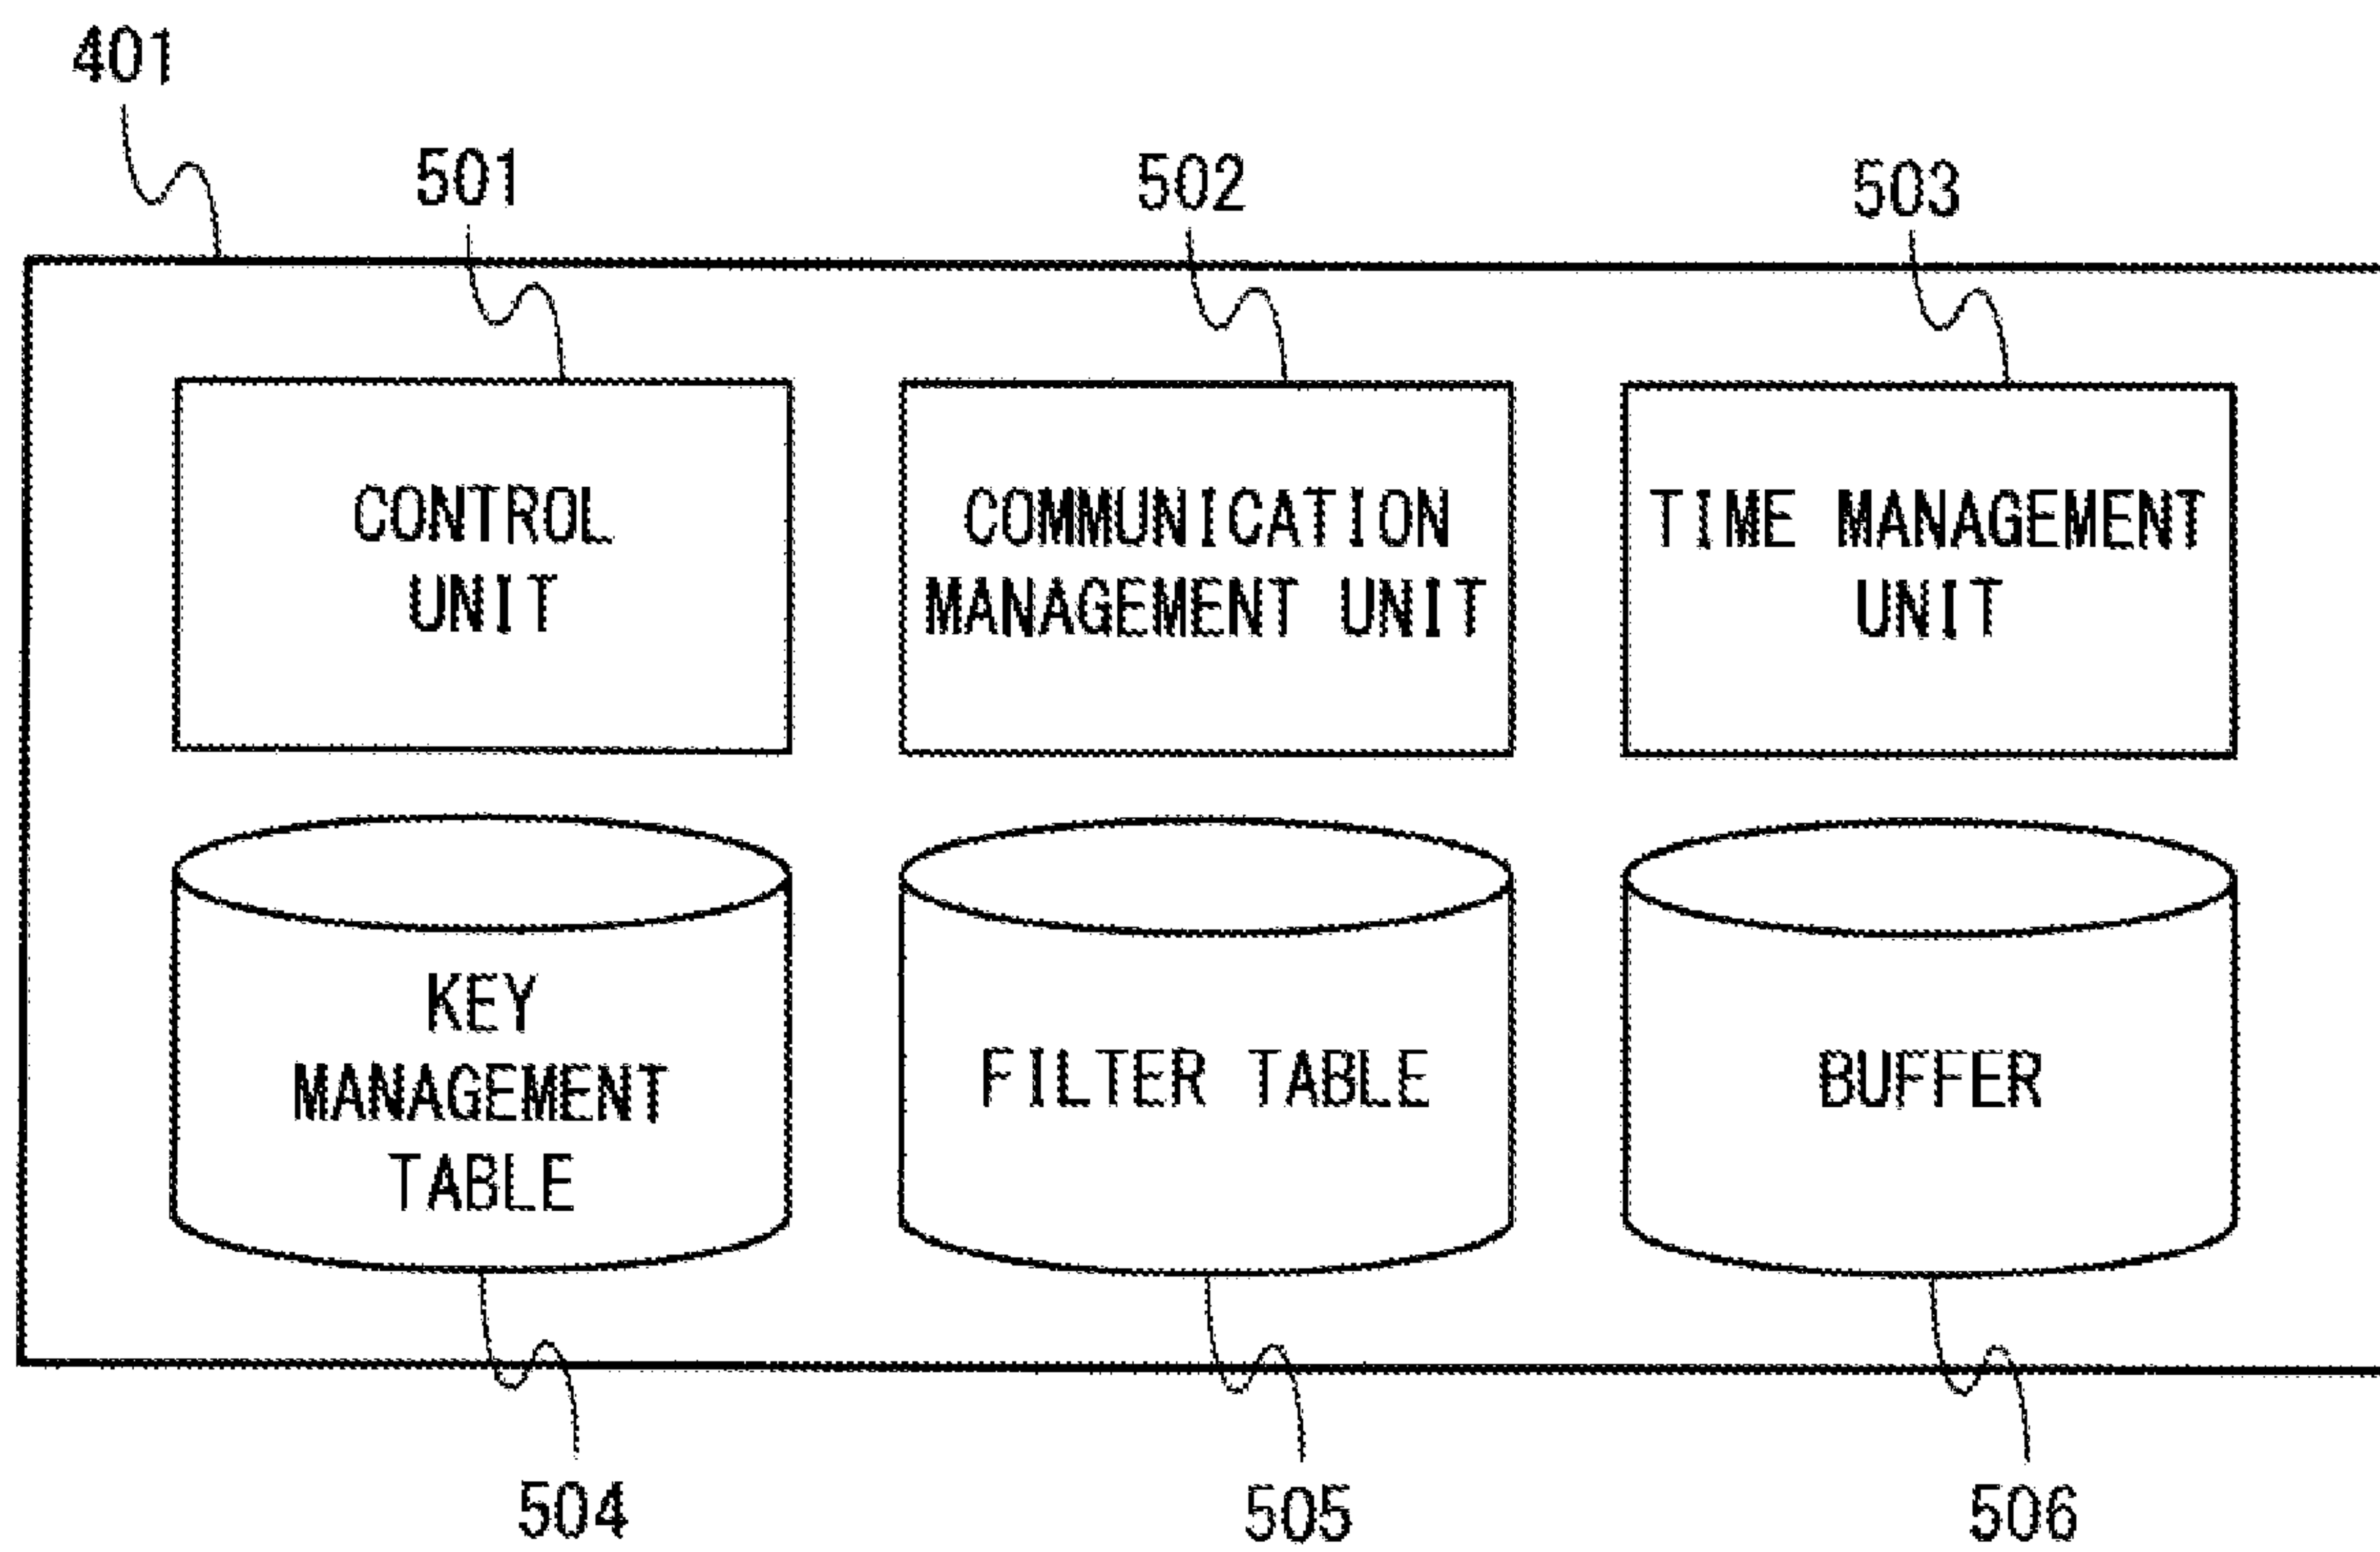 401
501
502
503
CONTROL
UNIT
COMMUNICATION
MANAGEMENT UNIT
TIME MANAGEMENT
UNIT
KEY
MANAGEMENT
TABLE
FILTER TABLE
BUFFER
504
505
506